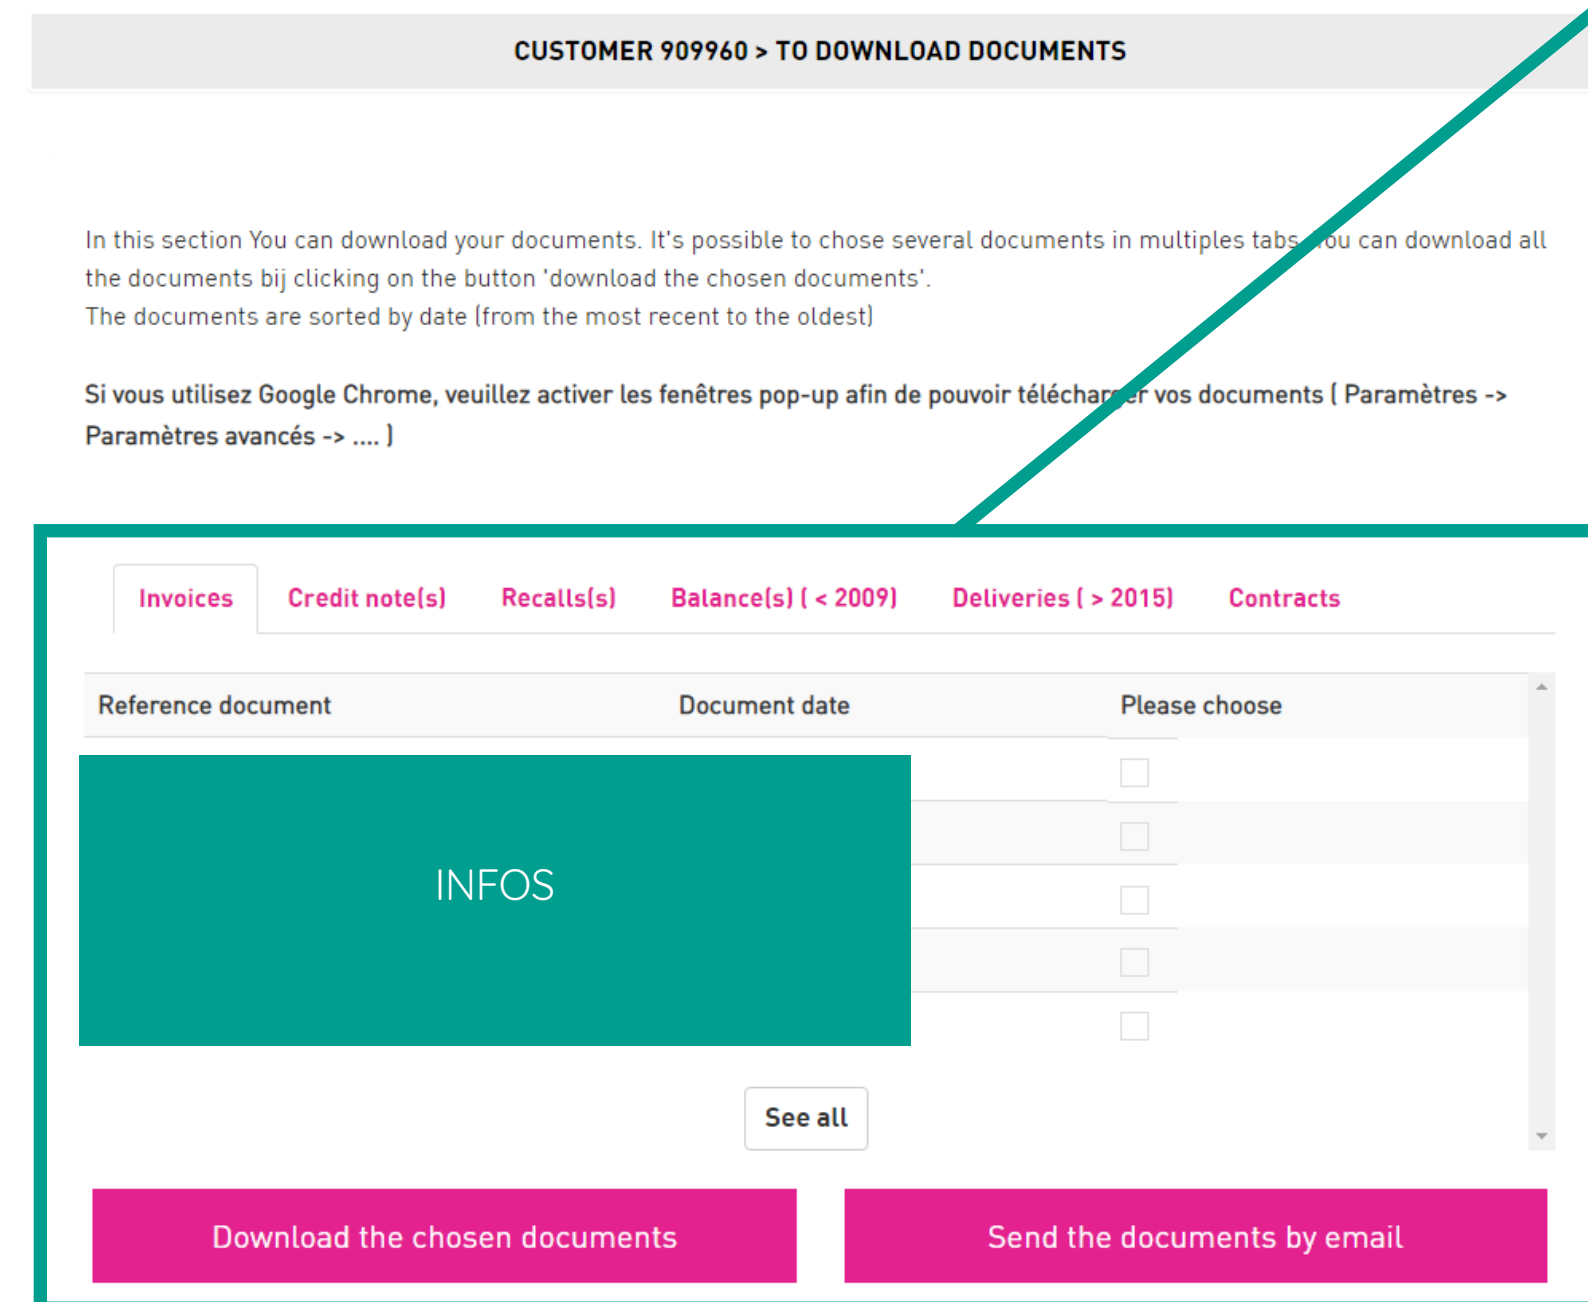 CUSTOMER 909960 > TO DOWNLOAD DOCUMENTS
In this section You can download your documents. It's possible to chose several documents in multiples tabs. You can download all
the documents bij clicking on the button 'download the chosen documents'.
The documents are sorted by date (from the most recent to the oldest)
Si vous utilisez Google Chrome, veuillez activer les fenêtres pop-up afin de pouvoir télécharger vos documents ( Paramètres ->
Paramètres avancés -> .... )
Invoices Credit note(s) Recalls(s) Balance(s) ( < 2009) Deliveries ( > 2015) Contracts
Reference document Document date Please choose
INFOS
See all
Download the chosen documents Send the documents by email